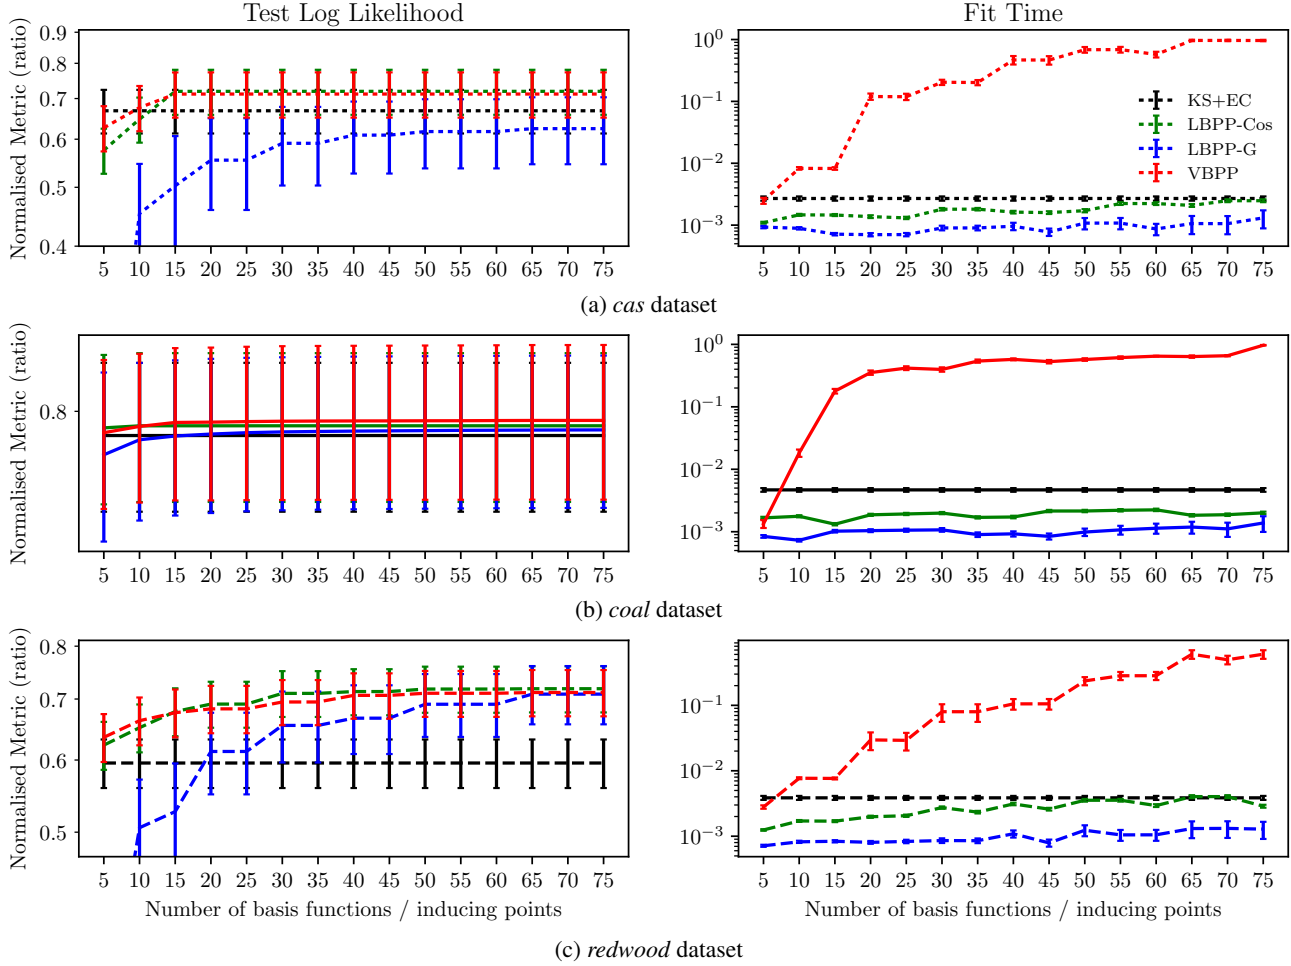 Test Log Likelihood
Fit Time
Normalised Metric (ratio)
0.9
0.8
0.7
0.6
0.5
0.4
5 10 15 20 25 30 35 40 45 50 55 60 65 70 75
10⁰
10⁻¹
10⁻²
10⁻³
KS+EC
LBPP-Cos
LBPP-G
VBPP
5 10 15 20 25 30 35 40 45 50 55 60 65 70 75
(a) cas dataset
Normalised Metric (ratio)
0.8
5 10 15 20 25 30 35 40 45 50 55 60 65 70 75
10⁰
10⁻¹
10⁻²
10⁻³
5 10 15 20 25 30 35 40 45 50 55 60 65 70 75
(b) coal dataset
Normalised Metric (ratio)
0.8
0.7
0.6
0.5
5 10 15 20 25 30 35 40 45 50 55 60 65 70 75
Number of basis functions / inducing points
10⁻¹
10⁻²
10⁻³
5 10 15 20 25 30 35 40 45 50 55 60 65 70 75
Number of basis functions / inducing points
(c) redwood dataset